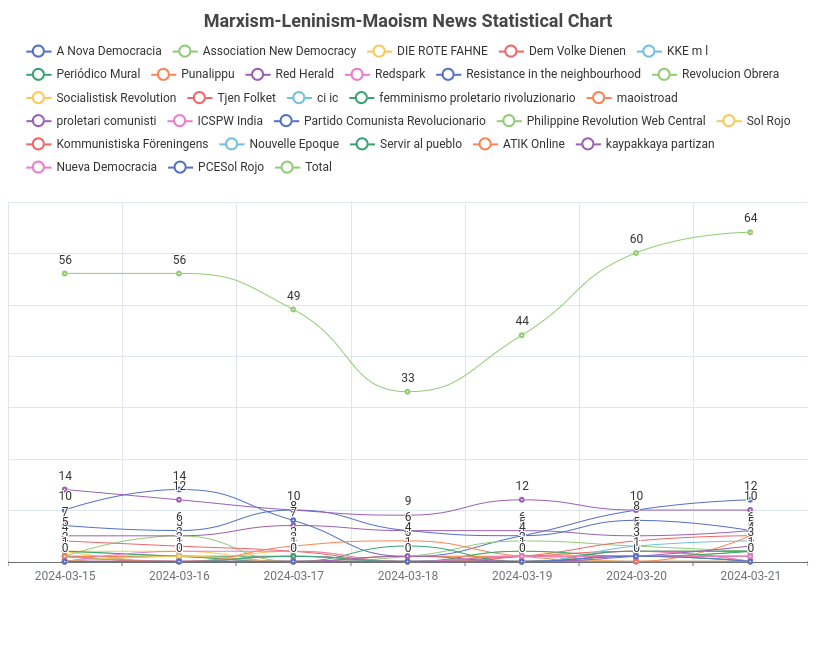 Marxism-Leninism-Maoism News Statistical Chart
A Nova Democracia Association New Democracy DIE ROTE FAHNE Dem Volke Dienen KKE m l
Periódico Mural Punalippu Red Herald Redspark Resistance in the neighbourhood Revolucion Obrera
Socialistisk Revolution Tjen Folket ci ic femminismo proletario rivoluzionario maoistroad
proletari comunisti ICSPW India Partido Comunista Revolucionario Philippine Revolution Web Central Sol Rojo
Kommunistiska Föreningens Nouvelle Epoque Servir al pueblo ATIK Online kaypakkaya partizan
Nueva Democracia PCESol Rojo Total
64
60
56 56
49
44
33
14 14 12 12
12 10 10
10 9 8
7 6 6
0 0 0 0 0 0 0
2024-03-15 2024-03-16 2024-03-17 2024-03-18 2024-03-19 2024-03-20 2024-03-21